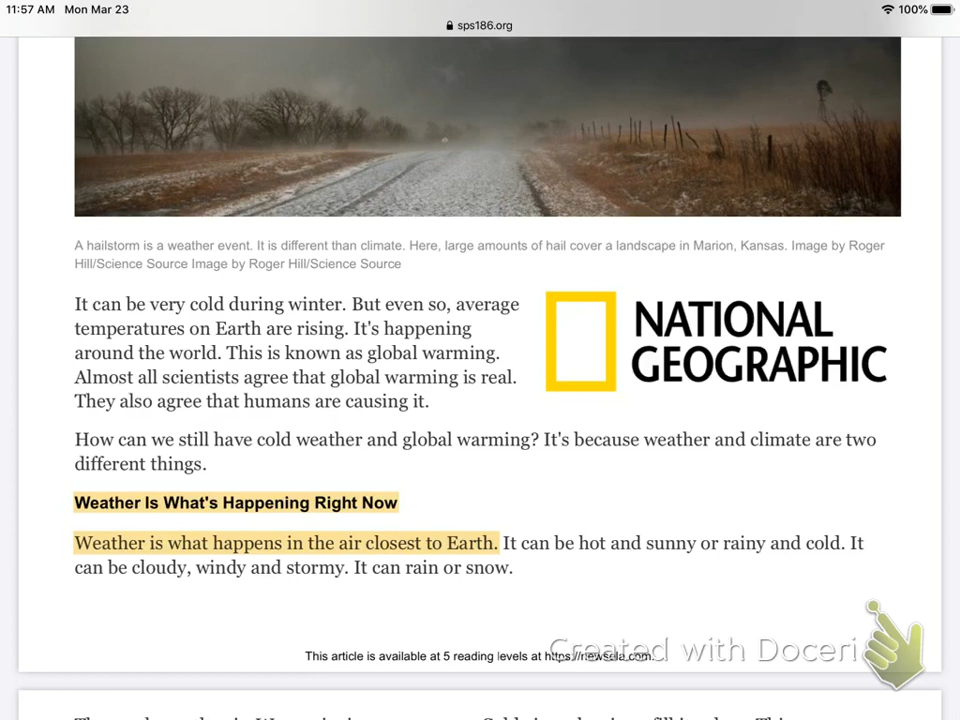 11:57 AM Mon Mar 23
100%
sps186.org
A hailstorm is a weather event. It is different than climate. Here, large amounts of hail cover a landscape in Marion, Kansas. Image by Roger
Hill/Science Source Image by Roger Hill/Science Source
It can be very cold during winter. But even so, average
temperatures on Earth are rising. It's happening
around the world. This is known as global warming.
Almost all scientists agree that global warming is real.
They also agree that humans are causing it.
NATIONAL
GEOGRAPHIC
How can we still have cold weather and global warming? It's because weather and climate are two
different things.
Weather Is What's Happening Right Now
Weather is what happens in the air closest to Earth. It can be hot and sunny or rainy and cold. It
can be cloudy, windy and stormy. It can rain or snow.
This article is available at 5 reading levels at https://newsela.com.
Created with Doceri